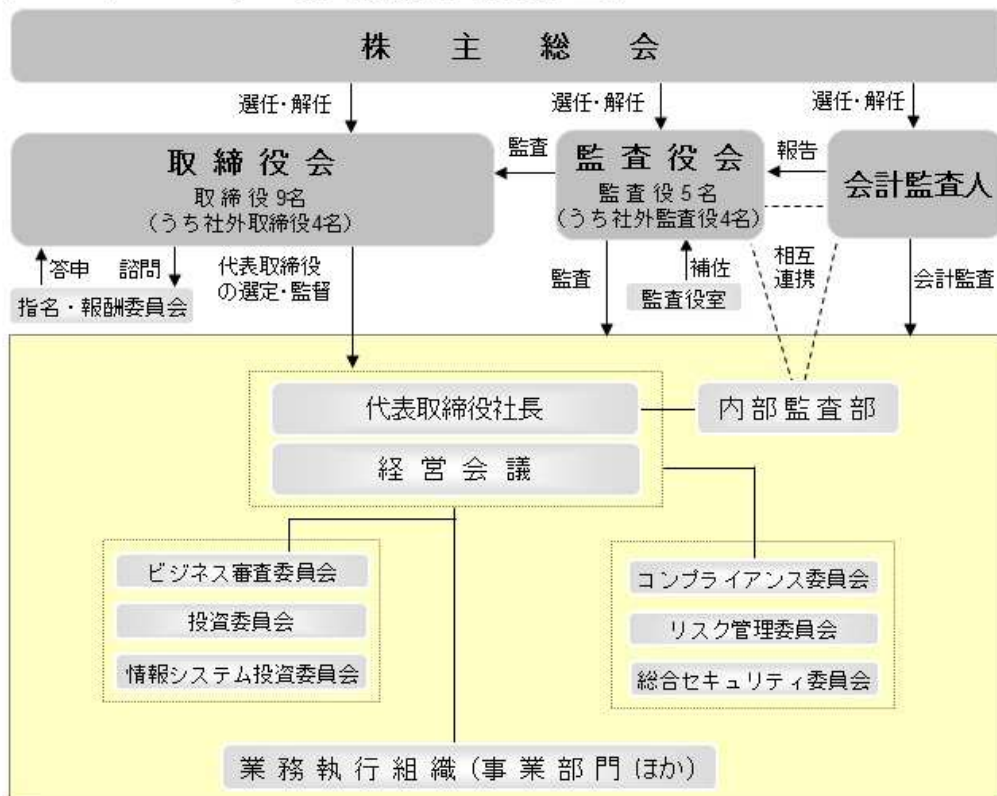 株主総会
選任・解任
選任・解任
選任・解任
取締役会
取締役9名
(うち社外取締役4名)
監査
監査役会
監査役5名
(うち社外監査役4名)
報告
会計監査人
答申
諮問
代表取締役
の選定・監督
監査
補佐
相互
連携
会計監査
指名・報酬委員会
監査役室
代表取締役社長
内部監査部
経営会議
ビジネス審査委員会
投資委員会
情報システム投資委員会
コンプライアンス委員会
リスク管理委員会
総合セキュリティ委員会
業務執行組織(事業部門ほか)